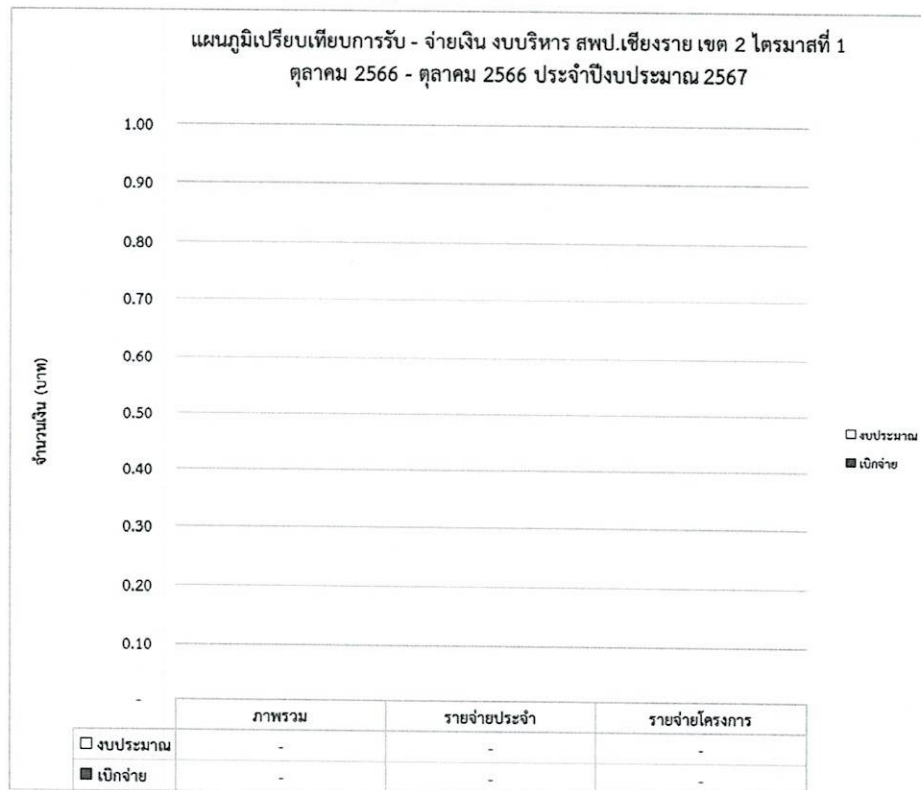 แผนภูมิเปรียบเทียบการรับ - จ่ายเงิน งบบริหาร สพป.เชียงราย เขต 2 ไตรมาสที่ 1
ตุลาคม 2566 - ตุลาคม 2566 ประจำปีงบประมาณ 2567
จำนวนเงิน (บาท)
1.00
0.90
0.80
0.70
0.60
0.50
0.40
0.30
0.20
0.10
-
งบประมาณ
เบิกจ่าย
ภาพรวม รายจ่ายประจำ รายจ่ายโครงการ
งบประมาณ - - -
เบิกจ่าย - - -